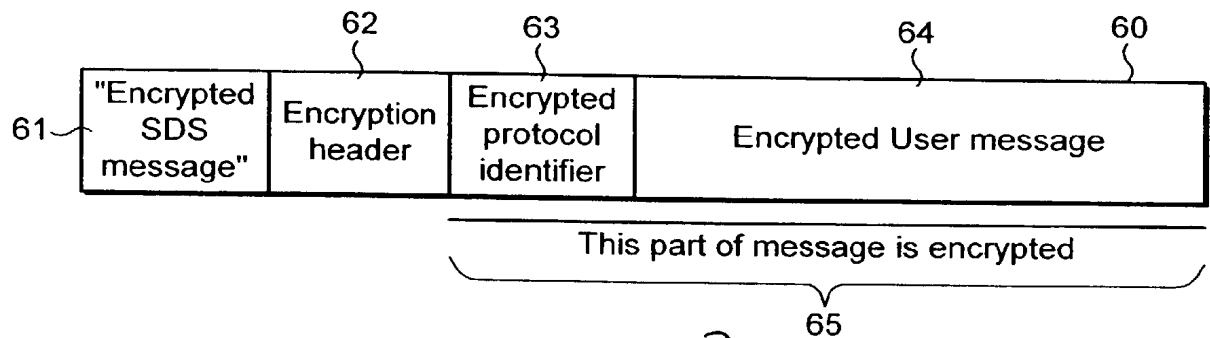 62
63
64
60
61
"Encrypted
SDS
message"
Encryption
header
Encrypted
protocol
identifier
Encrypted User message
This part of message is encrypted
65